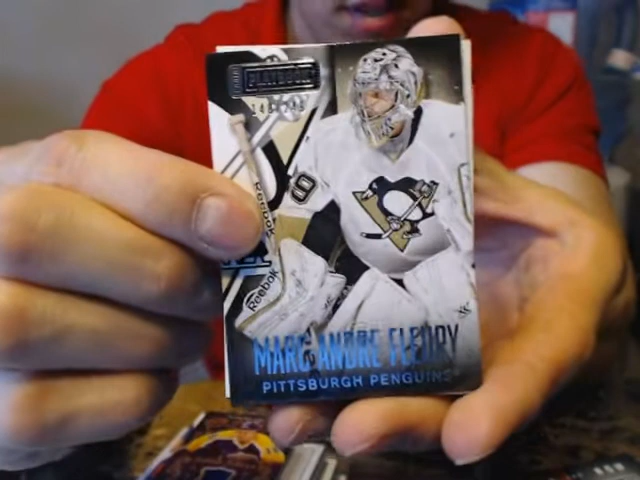 PLAYBOOK
Reebok
Reebok
MARC-ANDRE FLEURY
PITTSBURGH PENGUINS